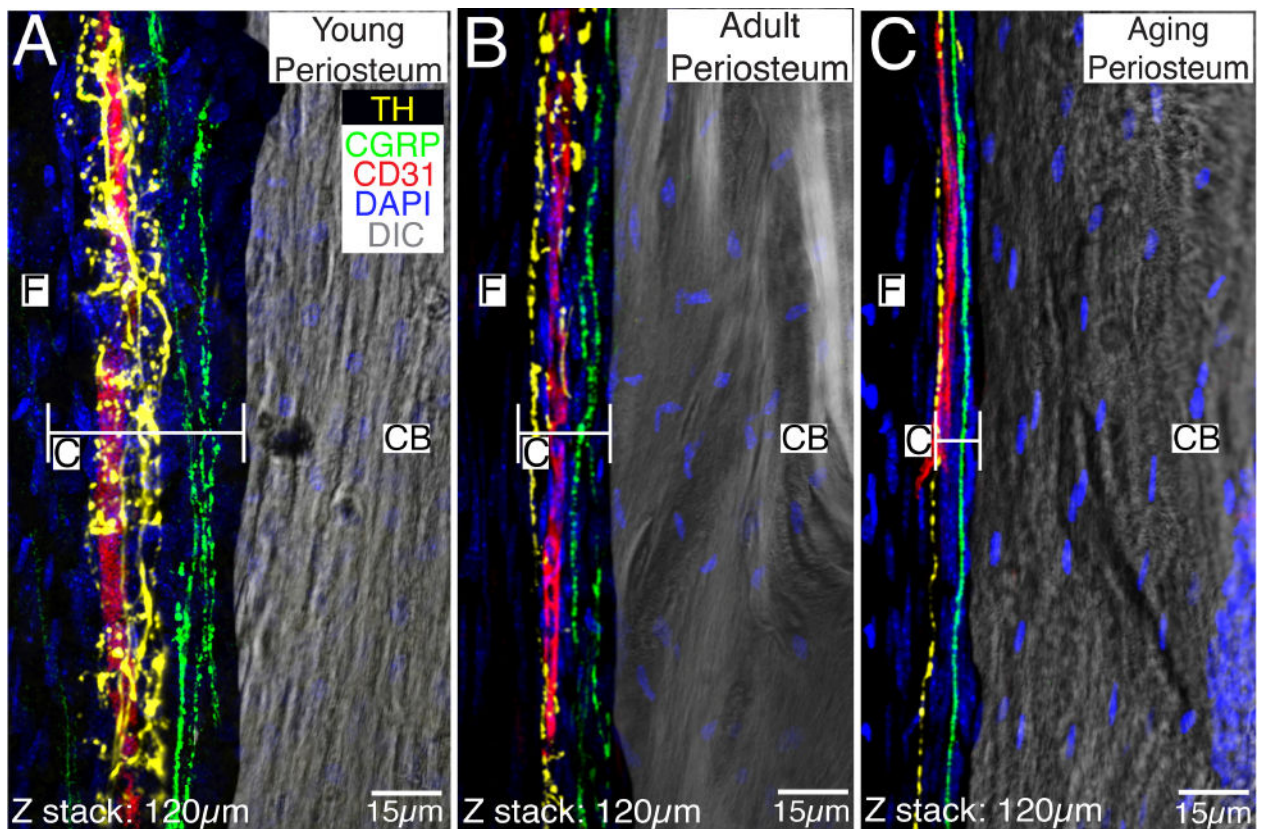 A
Young
Periosteum
TH
CGRP
CD31
DAPI
DIC
F
C
CB
Z stack: 120µm
15µm
B
Adult
Periosteum
F
C
CB
Z stack: 120µm
15µm
C
Aging
Periosteum
F
C
CB
Z stack: 120µm
15µm